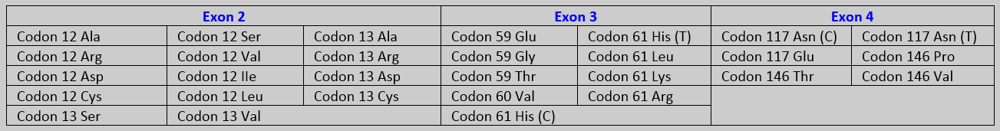 Exon 2 Exon 3 Exon 4
Codon 12 Ala Codon 12 Ser Codon 13 Ala Codon 59 Glu Codon 61 His (T) Codon 117 Asn (C) Codon 117 Asn (T)
Codon 12 Arg Codon 12 Val Codon 13 Arg Codon 59 Gly Codon 61 Leu Codon 117 Glu Codon 146 Pro
Codon 12 Asp Codon 12 Ile Codon 13 Asp Codon 59 Thr Codon 61 Lys Codon 146 Thr Codon 146 Val
Codon 12 Cys Codon 12 Leu Codon 13 Cys Codon 60 Val Codon 61 Arg
Codon 13 Ser Codon 13 Val Codon 61 His (C)